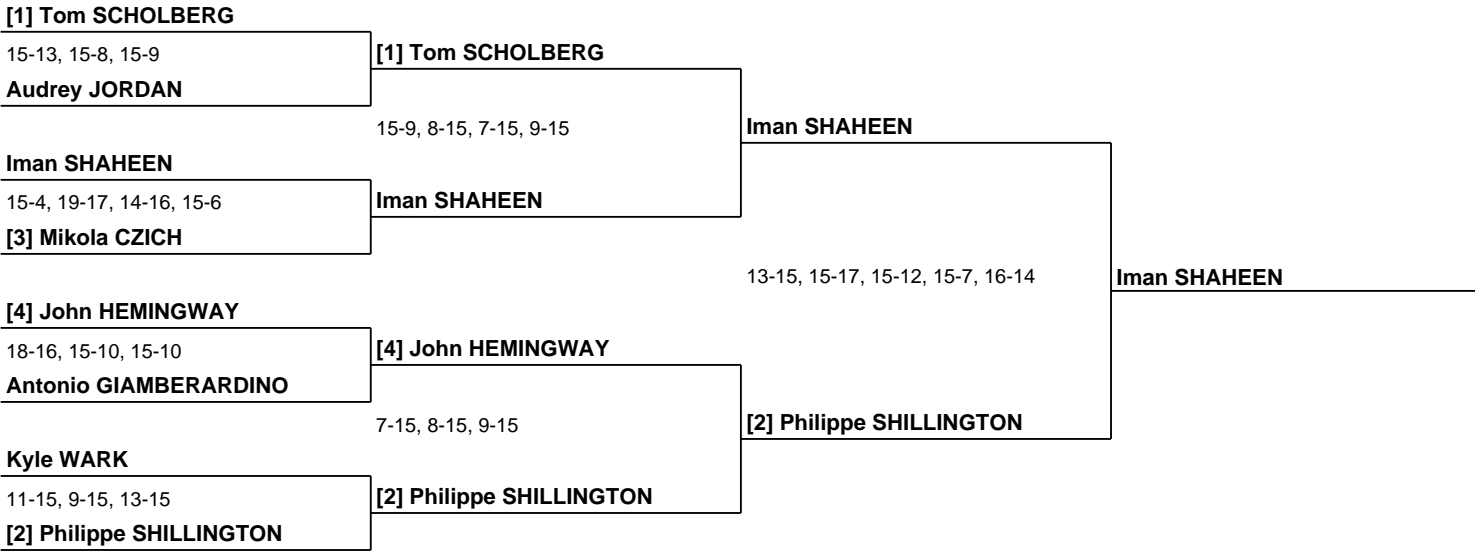 [1] Tom SCHOLBERG
15-13, 15-8, 15-9
Audrey JORDAN
Iman SHAHEEN
15-4, 19-17, 14-16, 15-6
[3] Mikola CZICH
[4] John HEMINGWAY
18-16, 15-10, 15-10
Antonio GIAMBERARDINO
Kyle WARK
11-15, 9-15, 13-15
[2] Philippe SHILLINGTON
[1] Tom SCHOLBERG
15-9, 8-15, 7-15, 9-15
Iman SHAHEEN
[4] John HEMINGWAY
7-15, 8-15, 9-15
[2] Philippe SHILLINGTON
Iman SHAHEEN
13-15, 15-17, 15-12, 15-7, 16-14
[2] Philippe SHILLINGTON
Iman SHAHEEN